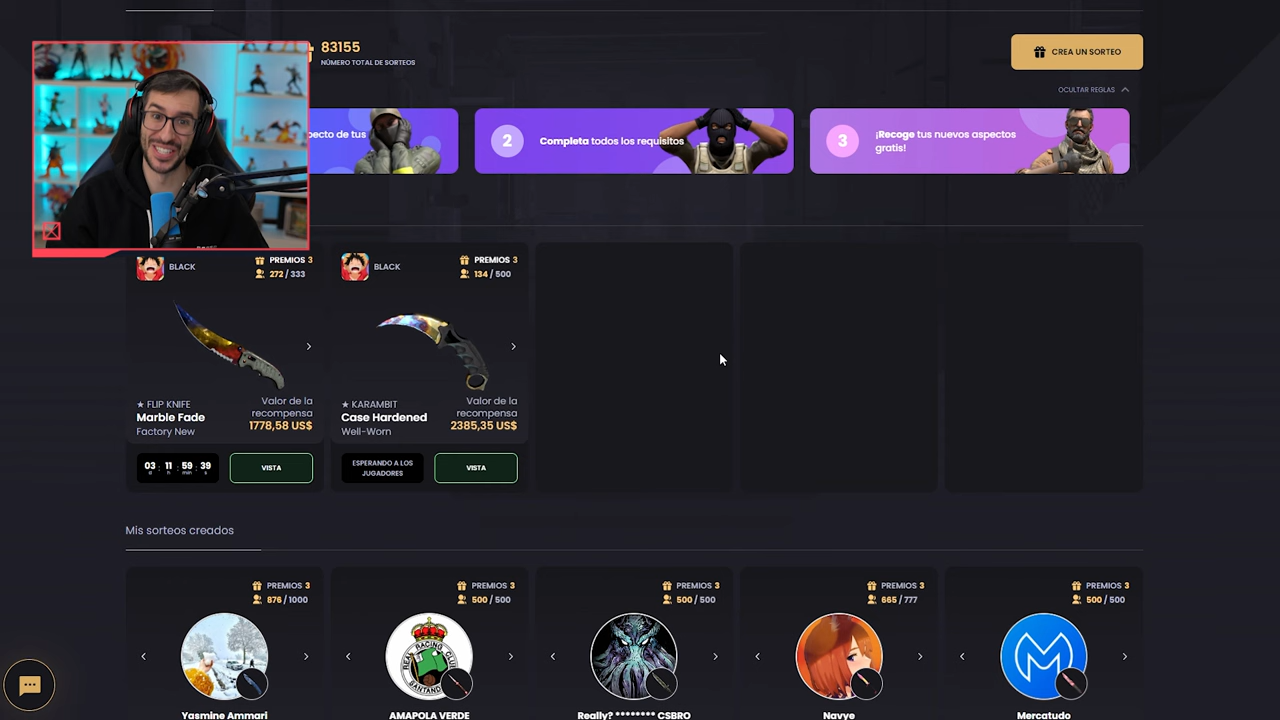 83155
NÚMERO TOTAL DE SORTEOS
CREA UN SORTEO
OCULTAR REGLAS
pecto de tus
2
Completa todos los requisitos
3
¡Recoge tus nuevos aspectos
gratis!
BLACK
PREMIOS 3
272 / 333
★ FLIP KNIFE
Marble Fade
Factory New
Valor de la
recompensa
1778,58 US$
03 : 11 : 59 : 39
d h min s
VISTA
BLACK
PREMIOS 3
134 / 500
★ KARAMBIT
Case Hardened
Well-Worn
Valor de la
recompensa
2385,35 US$
ESPERANDO A LOS
JUGADORES
VISTA
Mis sorteos creados
PREMIOS 3
876 / 1000
Yasmine Ammari
PREMIOS 3
500 / 500
REAL RACING CLUB
SANTANDER
AMAPOLA VERDE
PREMIOS 3
500 / 500
Really? ******** CSBRO
PREMIOS 3
665 / 777
Navye
PREMIOS 3
500 / 500
Mercatudo